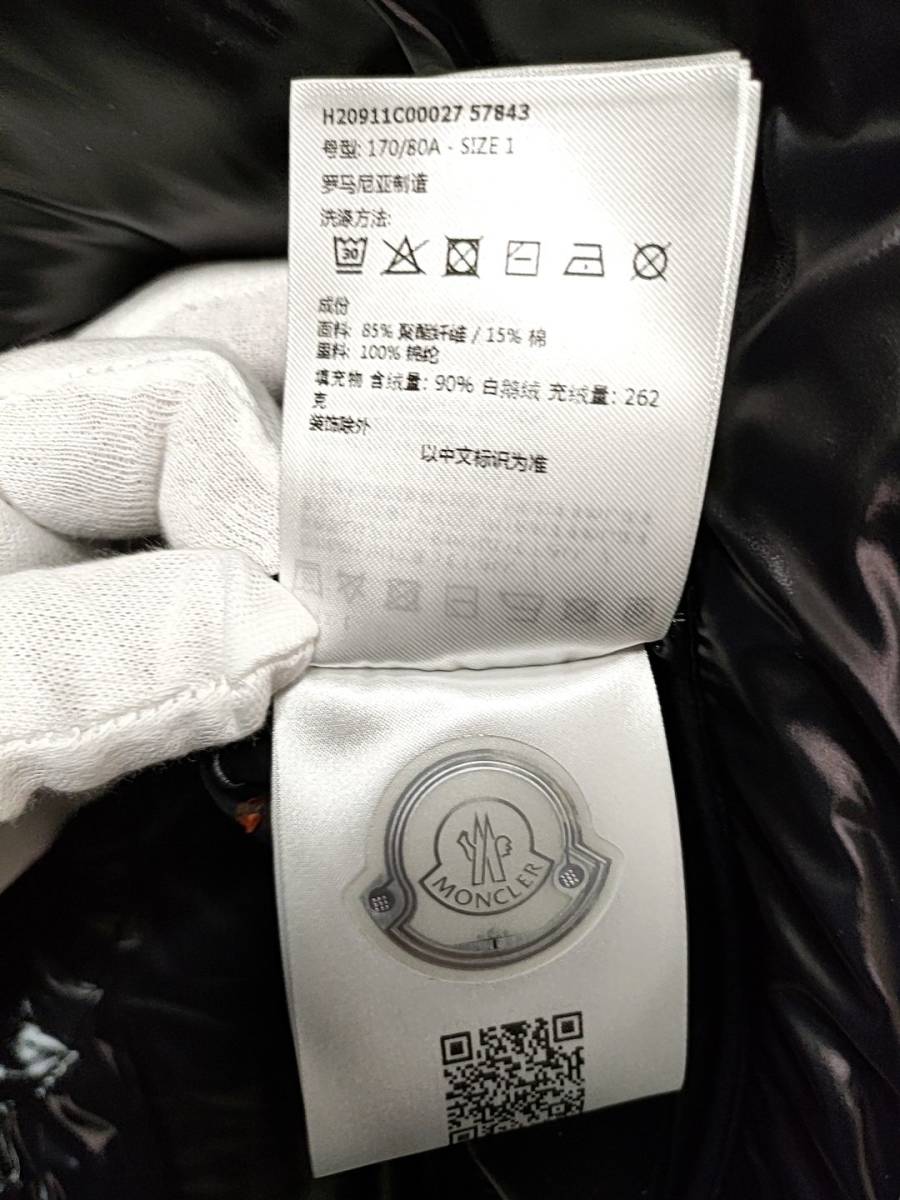 H20911C00027 57843
号型: 170/80A - SIZE 1
罗马尼亚制造
洗涤方法:
30
成份
面料: 85% 聚酯纤维 / 15% 棉
里料: 100% 锦纶
填充物 含绒量: 90% 白鹅绒 充绒量: 262
克
装饰除外
以中文标识为准
MONCLER